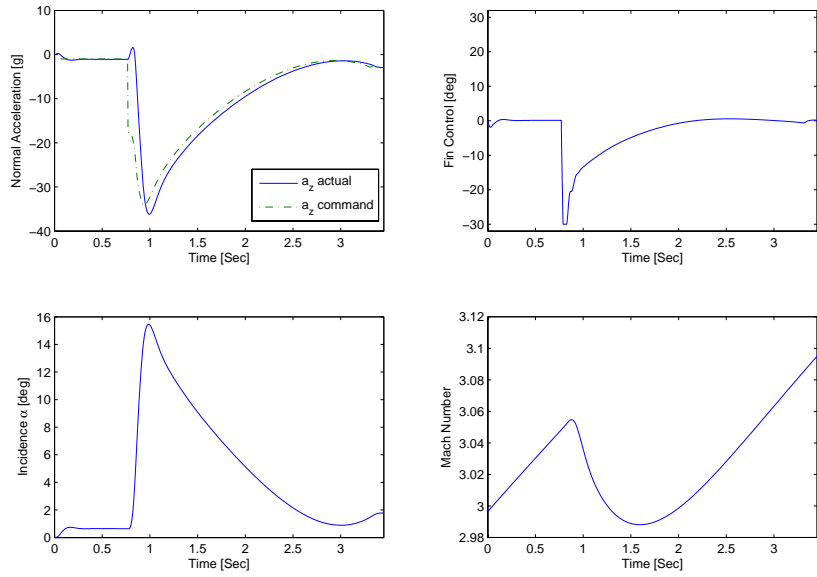 10
0
−10
−20
−30
−40
Normal Acceleration [g]
0 0.5 1 1.5 2 2.5 3
Time [Sec]
a_z actual
a_z command
30
20
10
0
−10
−20
−30
Fin Control [deg]
0 0.5 1 1.5 2 2.5 3
Time [Sec]
16
14
12
10
8
6
4
2
0
Incidence α [deg]
0 0.5 1 1.5 2 2.5 3
Time [Sec]
3.12
3.1
3.08
3.06
3.04
3.02
3
2.98
Mach Number
0 0.5 1 1.5 2 2.5 3
Time [Sec]